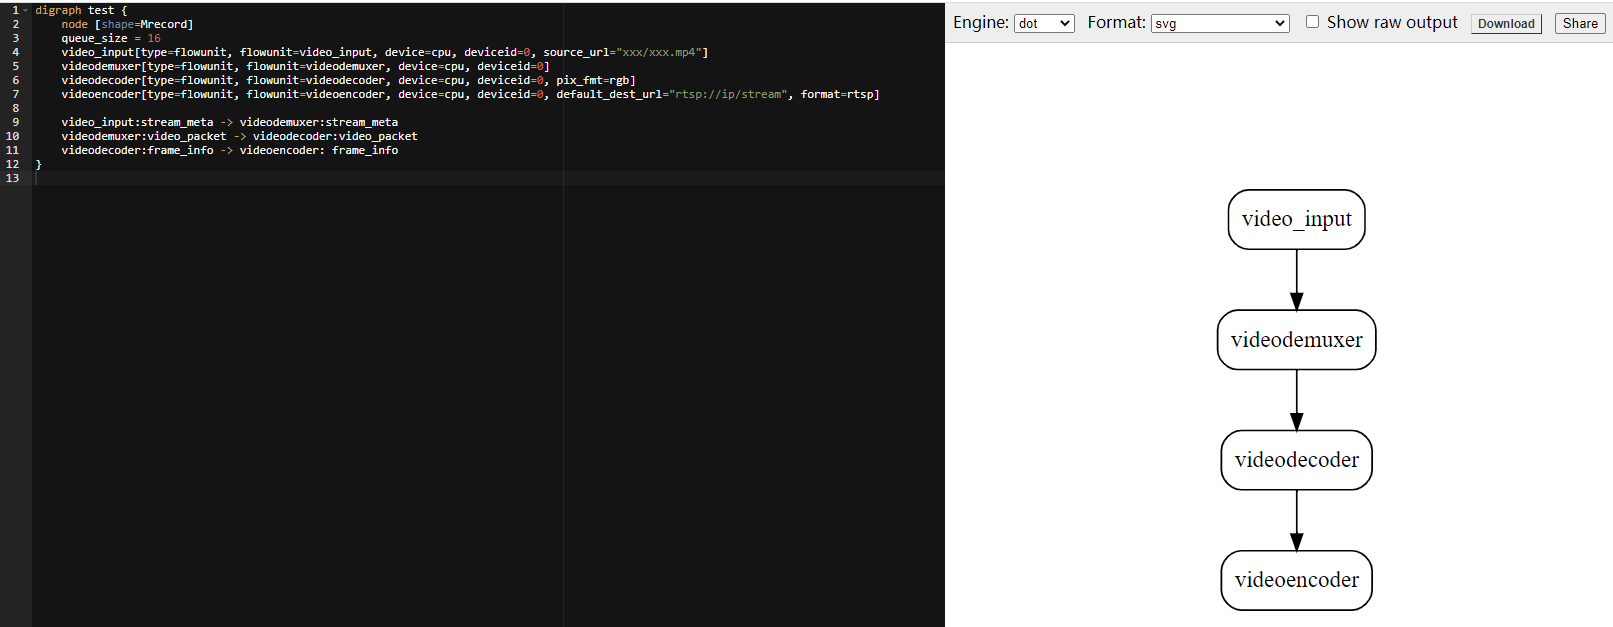 1 digraph test {
2     node [shape=Mrecord]
3     queue_size = 16
4     video_input[type=flowunit, flowunit=video_input, device=cpu, deviceid=0, source_url="xxx/xxx.mp4"]
5     videodemuxer[type=flowunit, flowunit=videodemuxer, device=cpu, deviceid=0]
6     videodecoder[type=flowunit, flowunit=videodecoder, device=cpu, deviceid=0, pix_fmt=rgb]
7     videoencoder[type=flowunit, flowunit=videoencoder, device=cpu, deviceid=0, default_dest_url="rtsp://ip/stream", format=rtsp]
8
9     video_input:stream_meta -> videodemuxer:stream_meta
10     videodemuxer:video_packet -> videodecoder:video_packet
11     videodecoder:frame_info -> videoencoder: frame_info
12 }
13
Engine: dot Format: svg Show raw output Download Share
video_input
videodemuxer
videodecoder
videoencoder